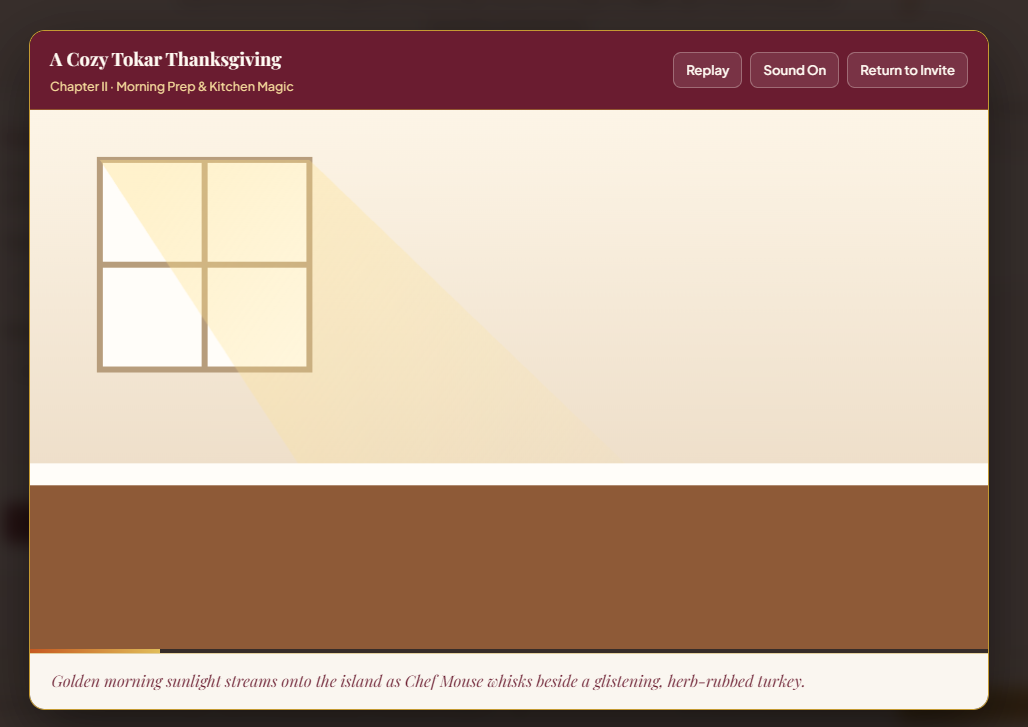 A Cozy Tokar Thanksgiving
Chapter II · Morning Prep & Kitchen Magic
Replay
Sound On
Return to Invite
Golden morning sunlight streams onto the island as Chef Mouse whisks beside a glistening, herb-rubbed turkey.